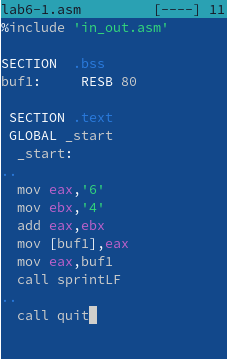 lab6-1.asm [----] 11
%include 'in_out.asm'
SECTION .bss
buf1: RESB 80
SECTION .text
GLOBAL _start
_start:
..
mov eax,'6'
mov ebx,'4'
add eax,ebx
mov [buf1],eax
mov eax,buf1
call sprintLF
..
call quit